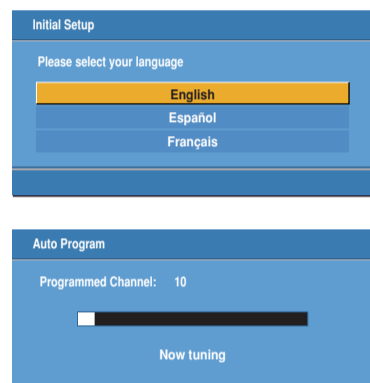 Initial Setup
Please select your language
English
Español
Français
Auto Program
Programmed Channel: 10
Now tuning